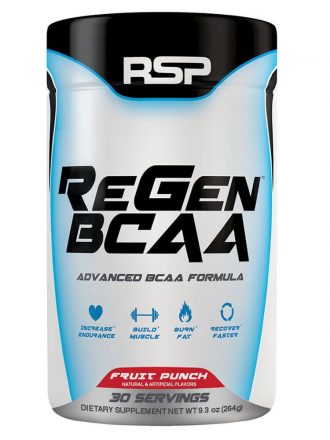 RSP
REGEN™
BCAA
ADVANCED BCAA FORMULA
INCREASE* ENDURANCE
BUILD* MUSCLE
BURN* FAT
RECOVER* FASTER
FRUIT PUNCH
NATURAL & ARTIFICIAL FLAVORS
30 SERVINGS
DIETARY SUPPLEMENT NET WT 9.3 OZ (264g)